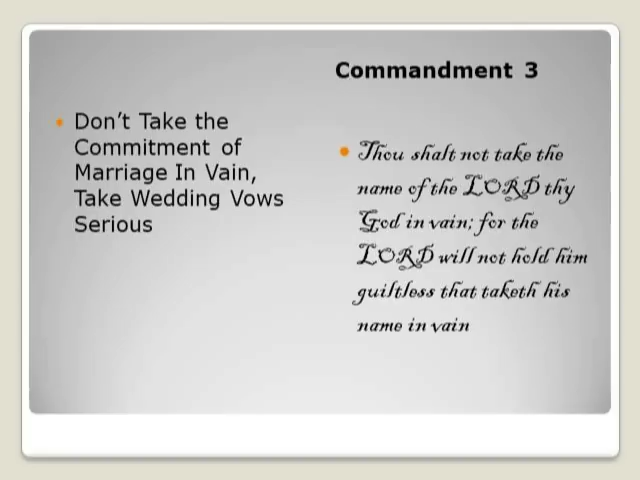 Commandment 3
Don't Take the
Commitment of
Marriage In Vain,
Take Wedding Vows
Serious
Thou shalt not take the
name of the LORD thy
God in vain; for the
LORD will not hold him
guiltless that taketh his
name in vain